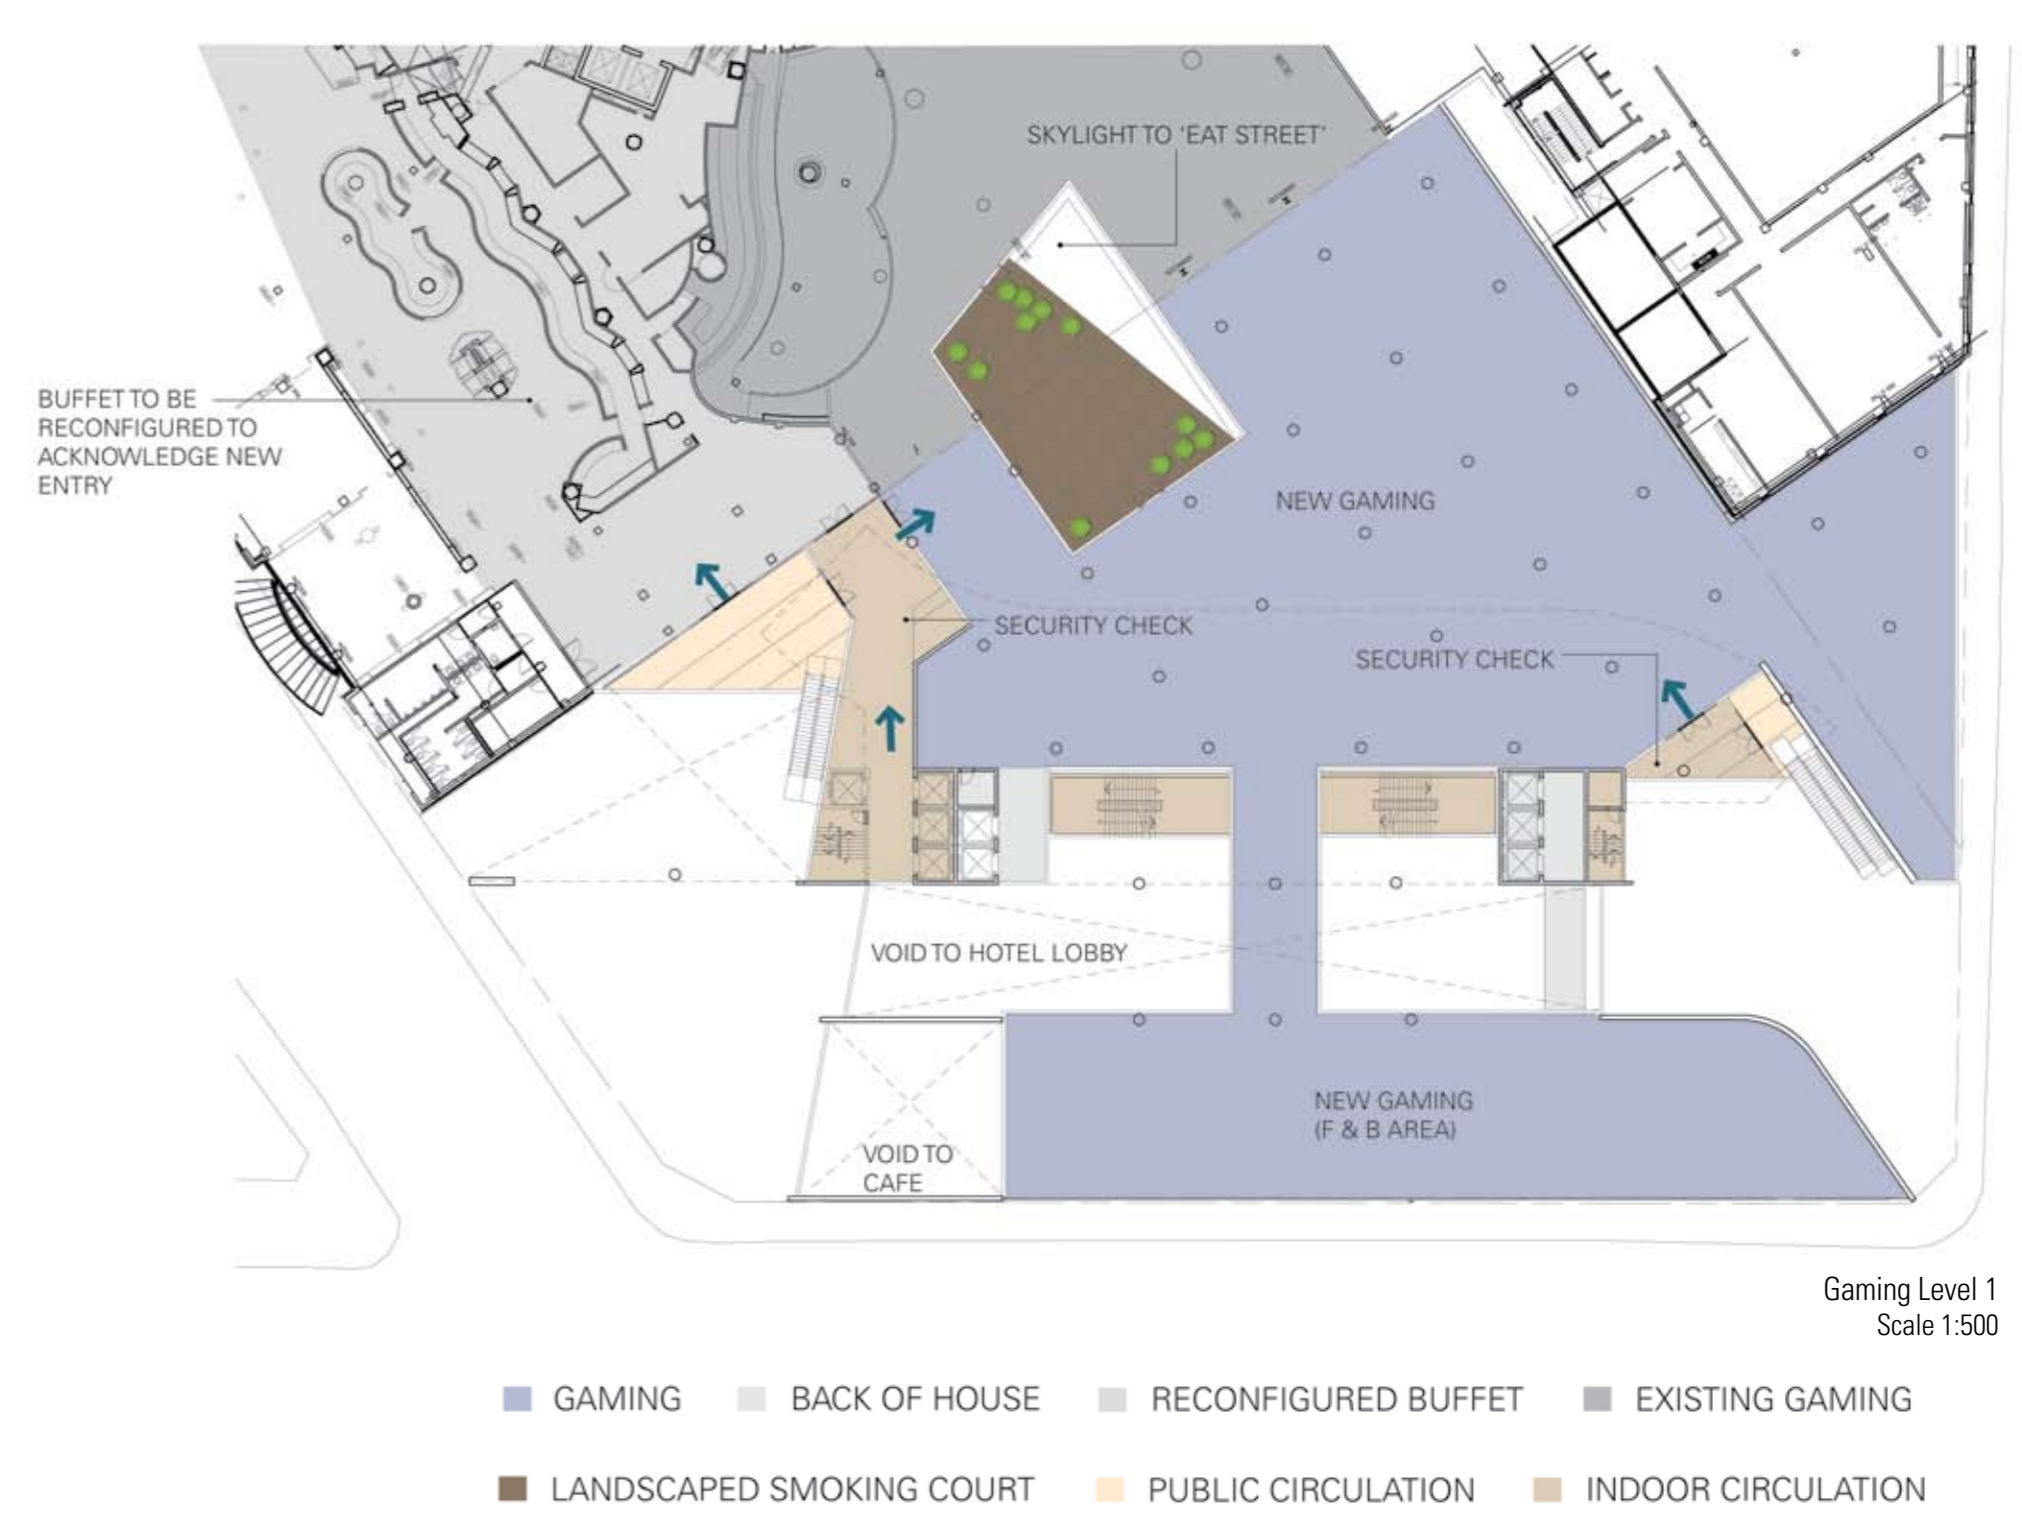 SKYLIGHT TO 'EAT STREET'
BUFFET TO BE
RECONFIGURED TO
ACKNOWLEDGE NEW
ENTRY
NEW GAMING
SECURITY CHECK
SECURITY CHECK
VOID TO HOTEL LOBBY
NEW GAMING
(F & B AREA)
VOID TO
CAFE
Gaming Level 1
Scale 1:500
GAMING
BACK OF HOUSE
RECONFIGURED BUFFET
EXISTING GAMING
LANDSCAPED SMOKING COURT
PUBLIC CIRCULATION
INDOOR CIRCULATION